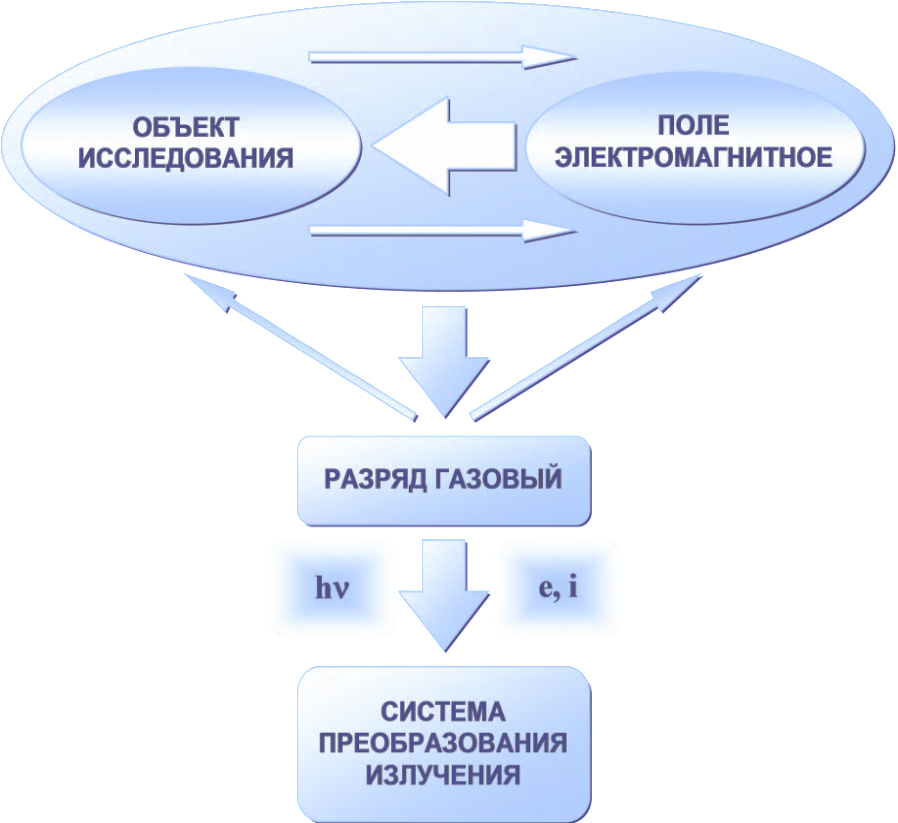 ОБЪЕКТ
ИССЛЕДОВАНИЯ
ПОЛЕ
ЭЛЕКТРОМАГНИТНОЕ
РАЗРЯД ГАЗОВЫЙ
hν
e, i
СИСТЕМА
ПРЕОБРАЗОВАНИЯ
ИЗЛУЧЕНИЯ